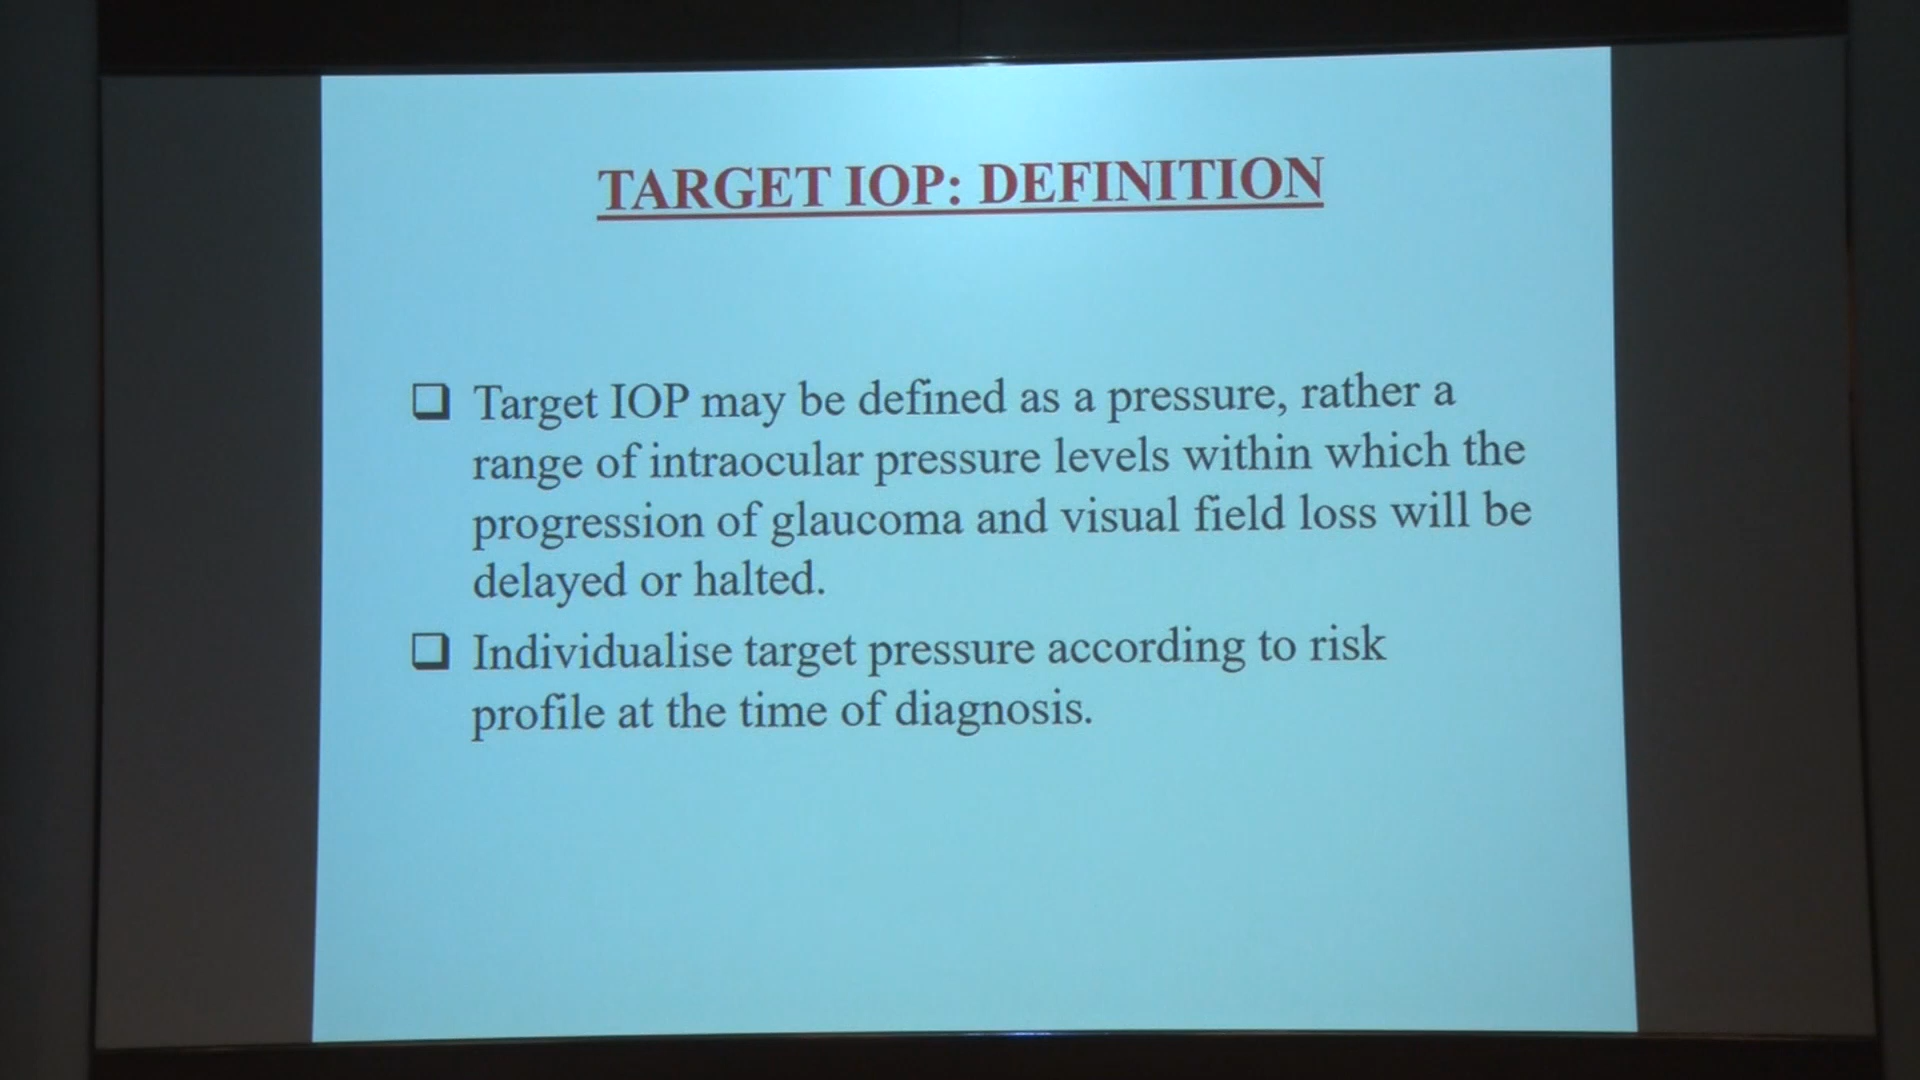 TARGET IOP: DEFINITION
❑ Target IOP may be defined as a pressure, rather a
range of intraocular pressure levels within which the
progression of glaucoma and visual field loss will be
delayed or halted.
❑ Individualise target pressure according to risk
profile at the time of diagnosis.